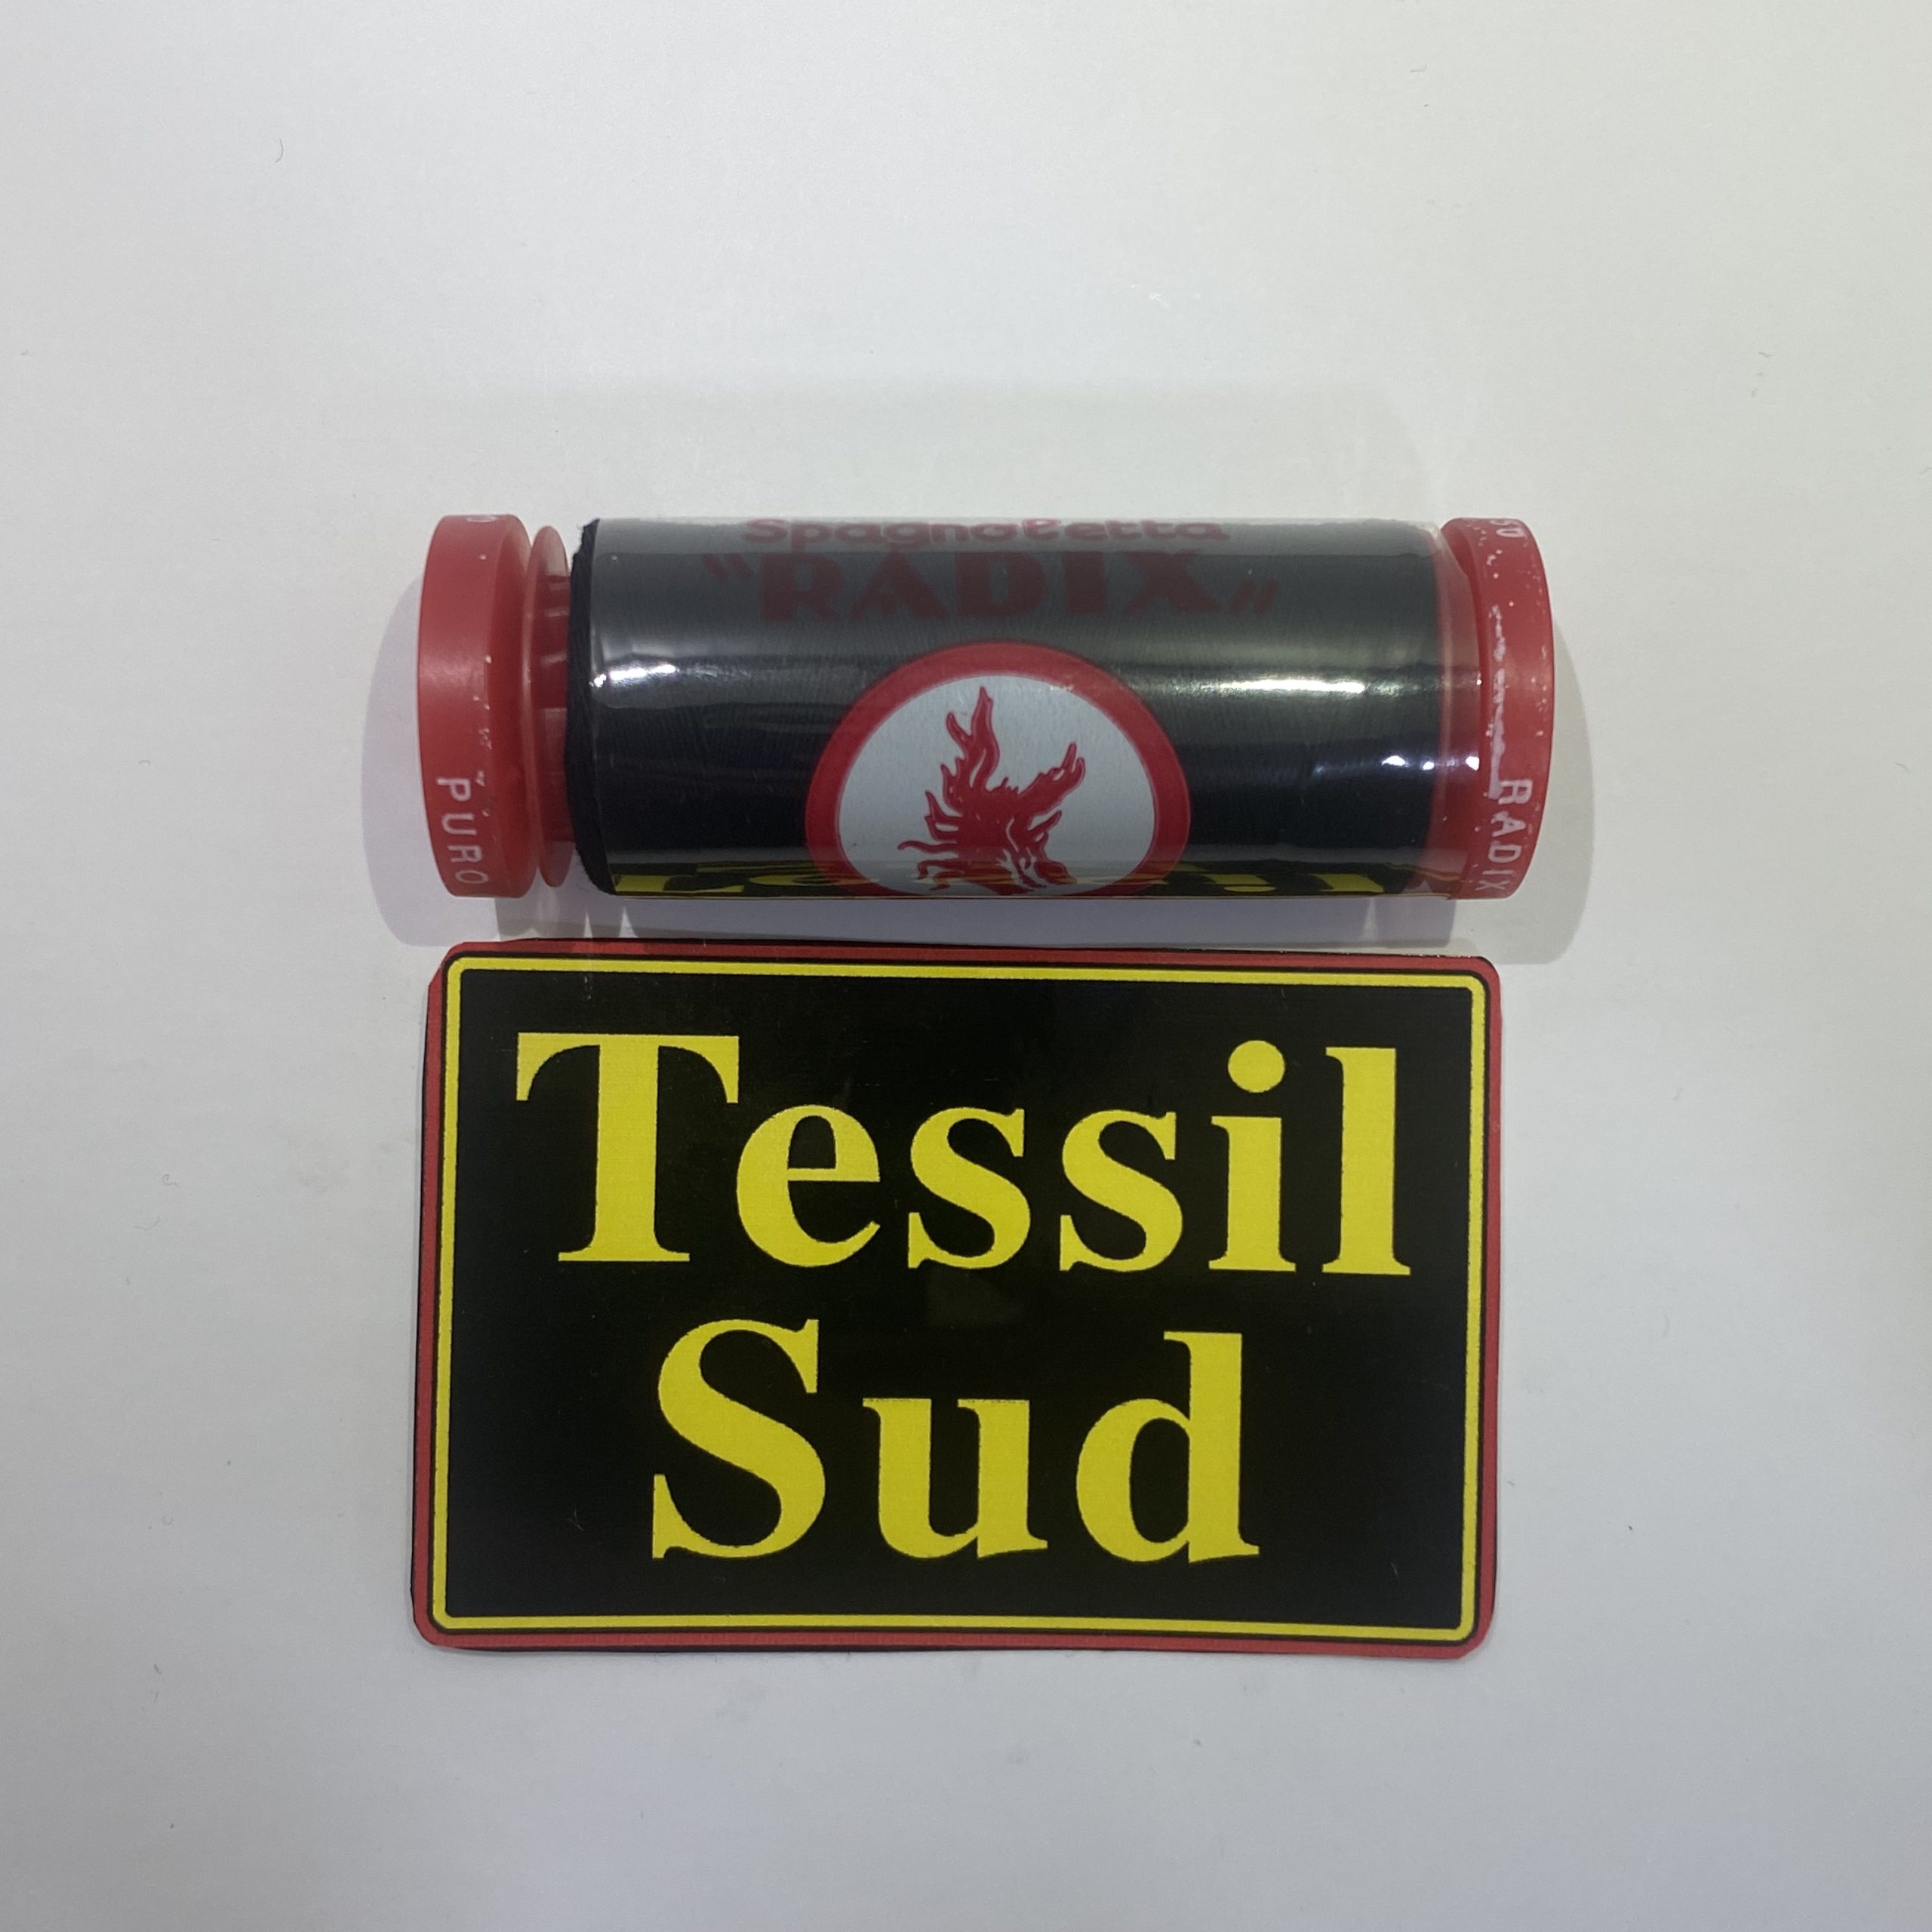 Spagnoletta
"RADIX"
PURO
RADIX
Tessil
Sud